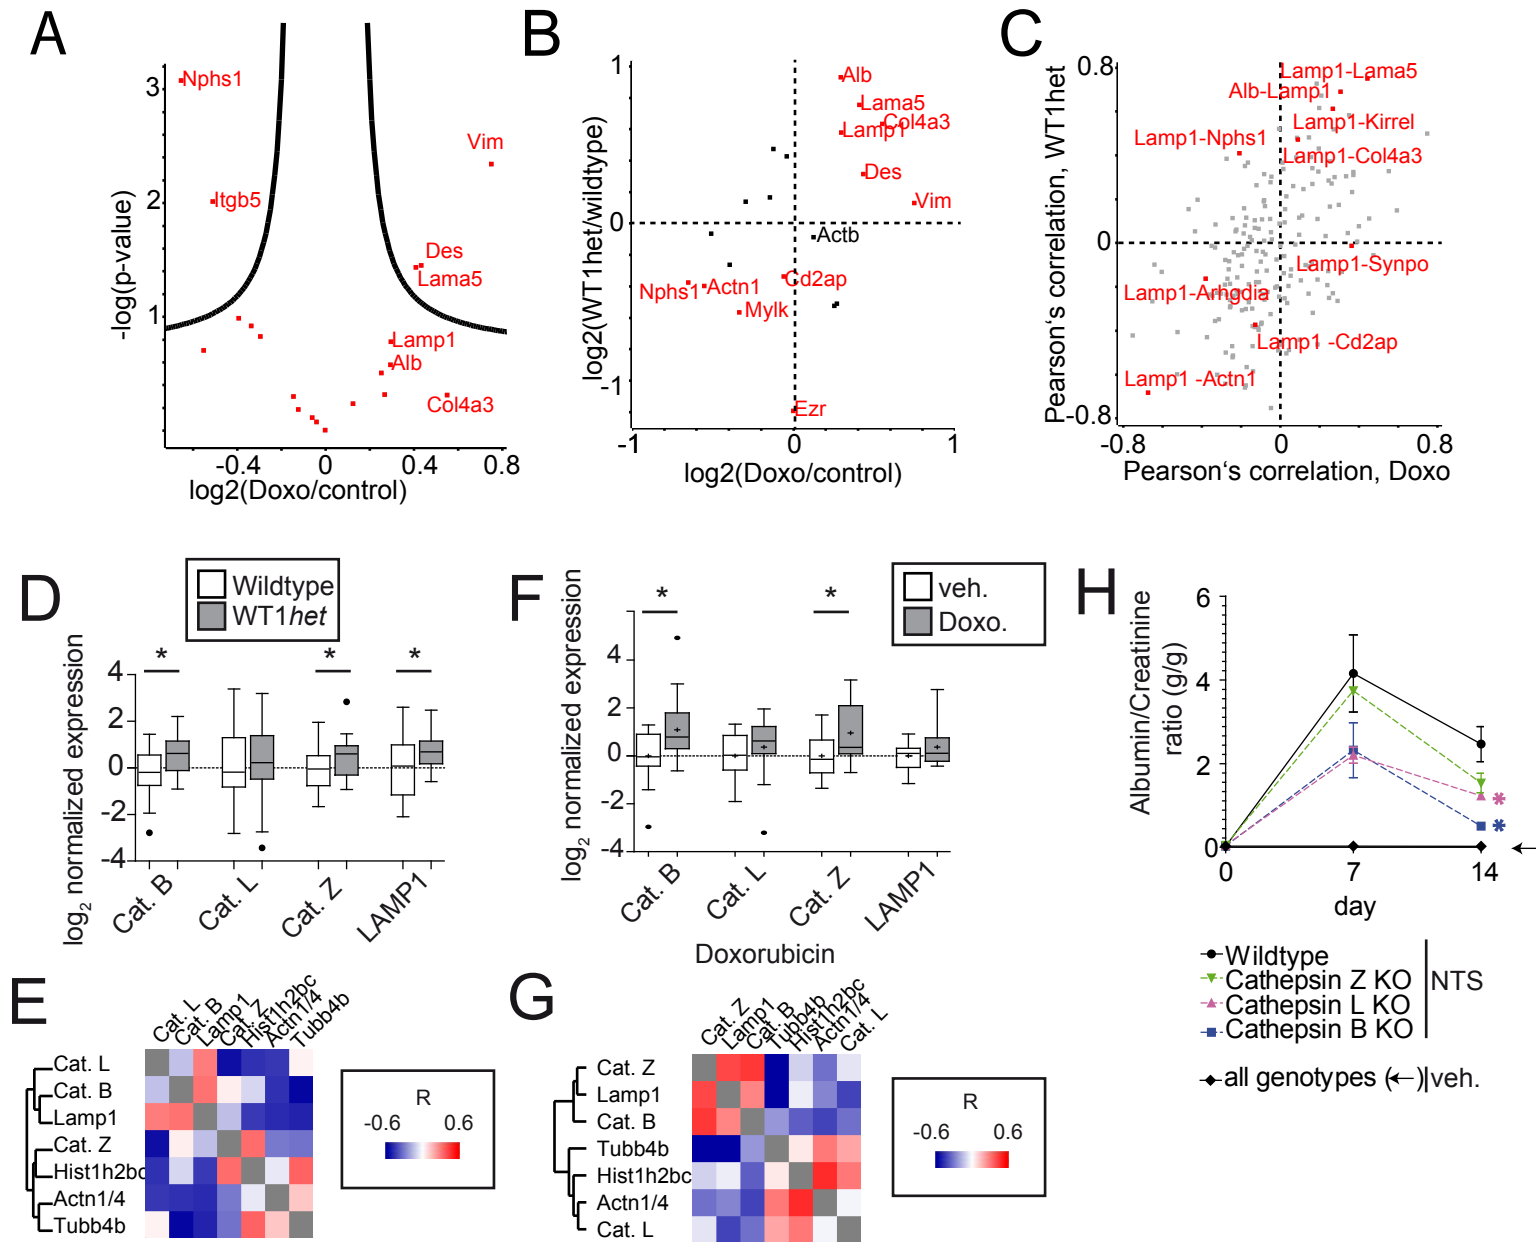 A
-log(p-value)
3
2
1
Nphs1
Vim
Itgb5
Des
Lama5
Lamp1
Alb
Col4a3
-0.4
0
0.4
0.8
log2(Doxo/control)
B
log2(WT1het/wildtype)
1
0
-1
Alb
Lama5
Col4a3
Lamp1
Des
Vim
Actb
Cd2ap
Nphs1
Actn1
Mylk
Ezr
-1
0
1
log2(Doxo/control)
C
Pearson's correlation, WT1het
0.8
0
-0.8
Lamp1-Lama5
Alb-Lamp1
Lamp1-Kirrel
Lamp1-Nphs1
Lamp1-Col4a3
Lamp1-Synpo
Lamp1-Arhgdia
Lamp1 -Cd2ap
Lamp1 -Actn1
-0.8
0
0.8
Pearson's correlation, Doxo
D
Wildtype
WT1het
log2 normalized expression
4
2
0
-2
-4
*
*
*
Cat. B
Cat. L
Cat. Z
LAMP1
F
veh.
Doxo.
log2 normalized expression
4
2
0
-2
-4
*
*
Cat. B
Cat. L
Cat. Z
LAMP1
Doxorubicin
H
Albumin/Creatinine
ratio (g/g)
6
4
2
0
*
*
←
0
7
14
day
Wildtype
Cathepsin Z KO
Cathepsin L KO
Cathepsin B KO
NTS
all genotypes (←)
veh.
E
Cat. L
Cat. B
Lamp1
Cat. Z
Hist1h2bc
Actn1/4
Tubb4b
Cat. L
Cat. B
Lamp1
Cat. Z
Hist1h2bc
Actn1/4
Tubb4b
R
-0.6
0.6
G
Cat. Z
Lamp1
Cat. B
Tubb4b
Hist1h2bc
Actn1/4
Cat. L
Cat. Z
Lamp1
Cat. B
Tubb4b
Hist1h2bc
Actn1/4
Cat. L
R
-0.6
0.6